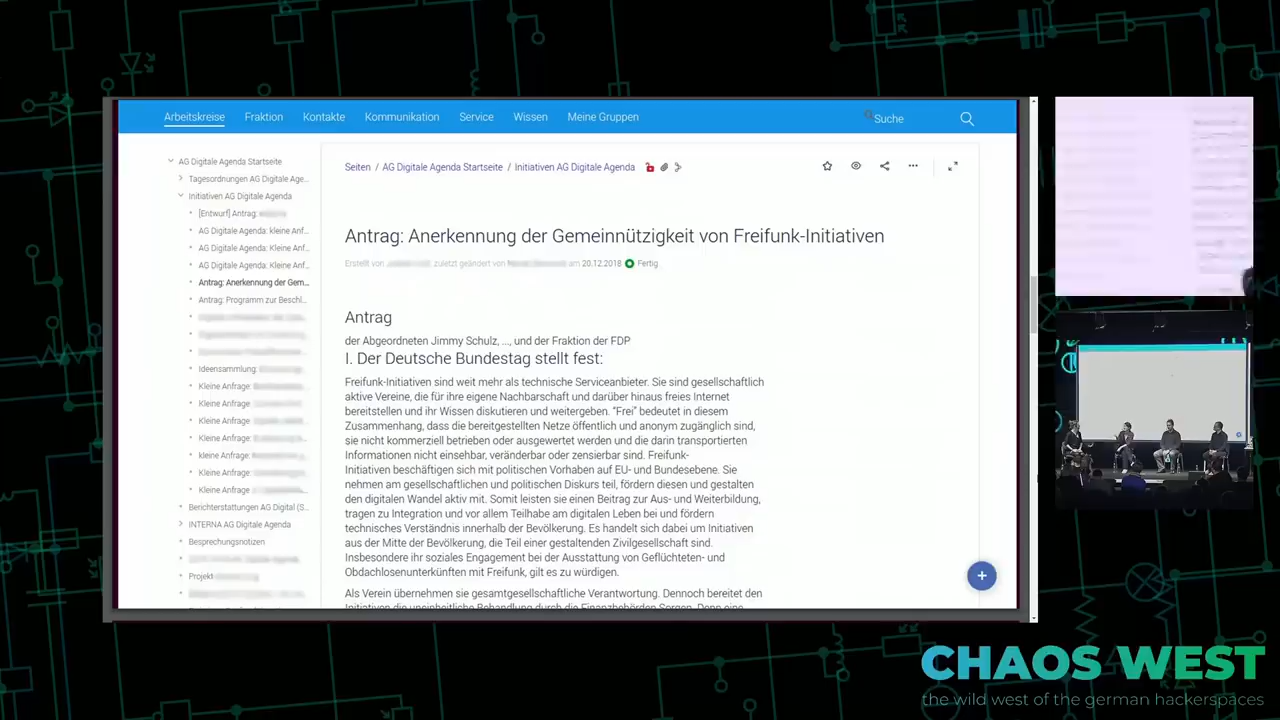 Arbeitskreise Fraktion Kontakte Kommunikation Service Wissen Meine Gruppen Suche
AG Digitale Agenda Startseite
Tagesordnungen AG Digitale Age...
Initiativen AG Digitale Agenda
[Entwurf] Antrag:
AG Digitale Agenda: kleine Anf...
AG Digitale Agenda: Kleine Anf...
AG Digitale Agenda: Kleine Anf...
Antrag: Anerkennung der Gem...
Antrag: Programm zur Beschl...
Ideensammlung:
Kleine Anfrage:
Kleine Anfrage:
Kleine Anfrage:
kleine Anfrage:
Kleine Anfrage
Kleine Anfrage
Berichterstattungen AG Digital (S...
INTERNA AG Digitale Agenda
Besprechungsnotizen
Projekt
Seiten / AG Digitale Agenda Startseite / Initiativen AG Digitale Agenda
Antrag: Anerkennung der Gemeinnützigkeit von Freifunk-Initiativen
Erstellt von zuletzt geändert von am 20.12.2018 Fertig
Antrag
der Abgeordneten Jimmy Schulz, ..., und der Fraktion der FDP
I. Der Deutsche Bundestag stellt fest:
Freifunk-Initiativen sind weit mehr als technische Serviceanbieter. Sie sind gesellschaftlich
aktive Vereine, die für ihre eigene Nachbarschaft und darüber hinaus freies Internet
bereitstellen und ihr Wissen diskutieren und weitergeben. "Frei" bedeutet in diesem
Zusammenhang, dass die bereitgestellten Netze öffentlich und anonym zugänglich sind,
sie nicht kommerziell betrieben oder ausgewertet werden und die darin transportierten
Informationen nicht einsehbar, veränderbar oder zensierbar sind. Freifunk-
Initiativen beschäftigen sich mit politischen Vorhaben auf EU- und Bundesebene. Sie
nehmen am gesellschaftlichen und politischen Diskurs teil, fördern diesen und gestalten
den digitalen Wandel aktiv mit. Somit leisten sie einen Beitrag zur Aus- und Weiterbildung,
tragen zu Integration und vor allem Teilhabe am digitalen Leben bei und fördern
technisches Verständnis innerhalb der Bevölkerung. Es handelt sich dabei um Initiativen
aus der Mitte der Bevölkerung, die Teil einer gestaltenden Zivilgesellschaft sind.
Insbesondere ihr soziales Engagement bei der Ausstattung von Geflüchteten- und
Obdachlosenunterkünften mit Freifunk, gilt es zu würdigen.
Als Verein übernehmen sie gesamtgesellschaftliche Verantwortung. Dennoch bereitet den
Initiativen die uneinheitliche Behandlung durch die Finanzbehörden Sorgen. Denn eine
CHAOS WEST
the wild west of the german hackerspaces